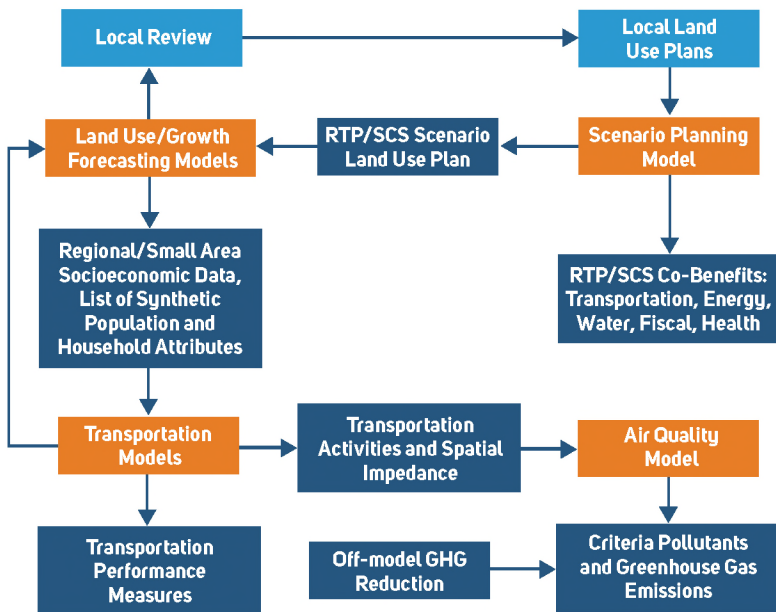 Local Review
Local Land
Use Plans
Land Use/Growth
Forecasting Models
RTP/SCS Scenario
Land Use Plan
Scenario Planning
Model
Regional/Small Area
Socioeconomic Data,
List of Synthetic
Population and
Household Attributes
RTP/SCS Co-Benefits:
Transportation, Energy,
Water, Fiscal, Health
Transportation
Models
Transportation
Activities and Spatial
Impedance
Air Quality
Model
Transportation
Performance
Measures
Off-model GHG
Reduction
Criteria Pollutants
and Greenhouse Gas
Emissions